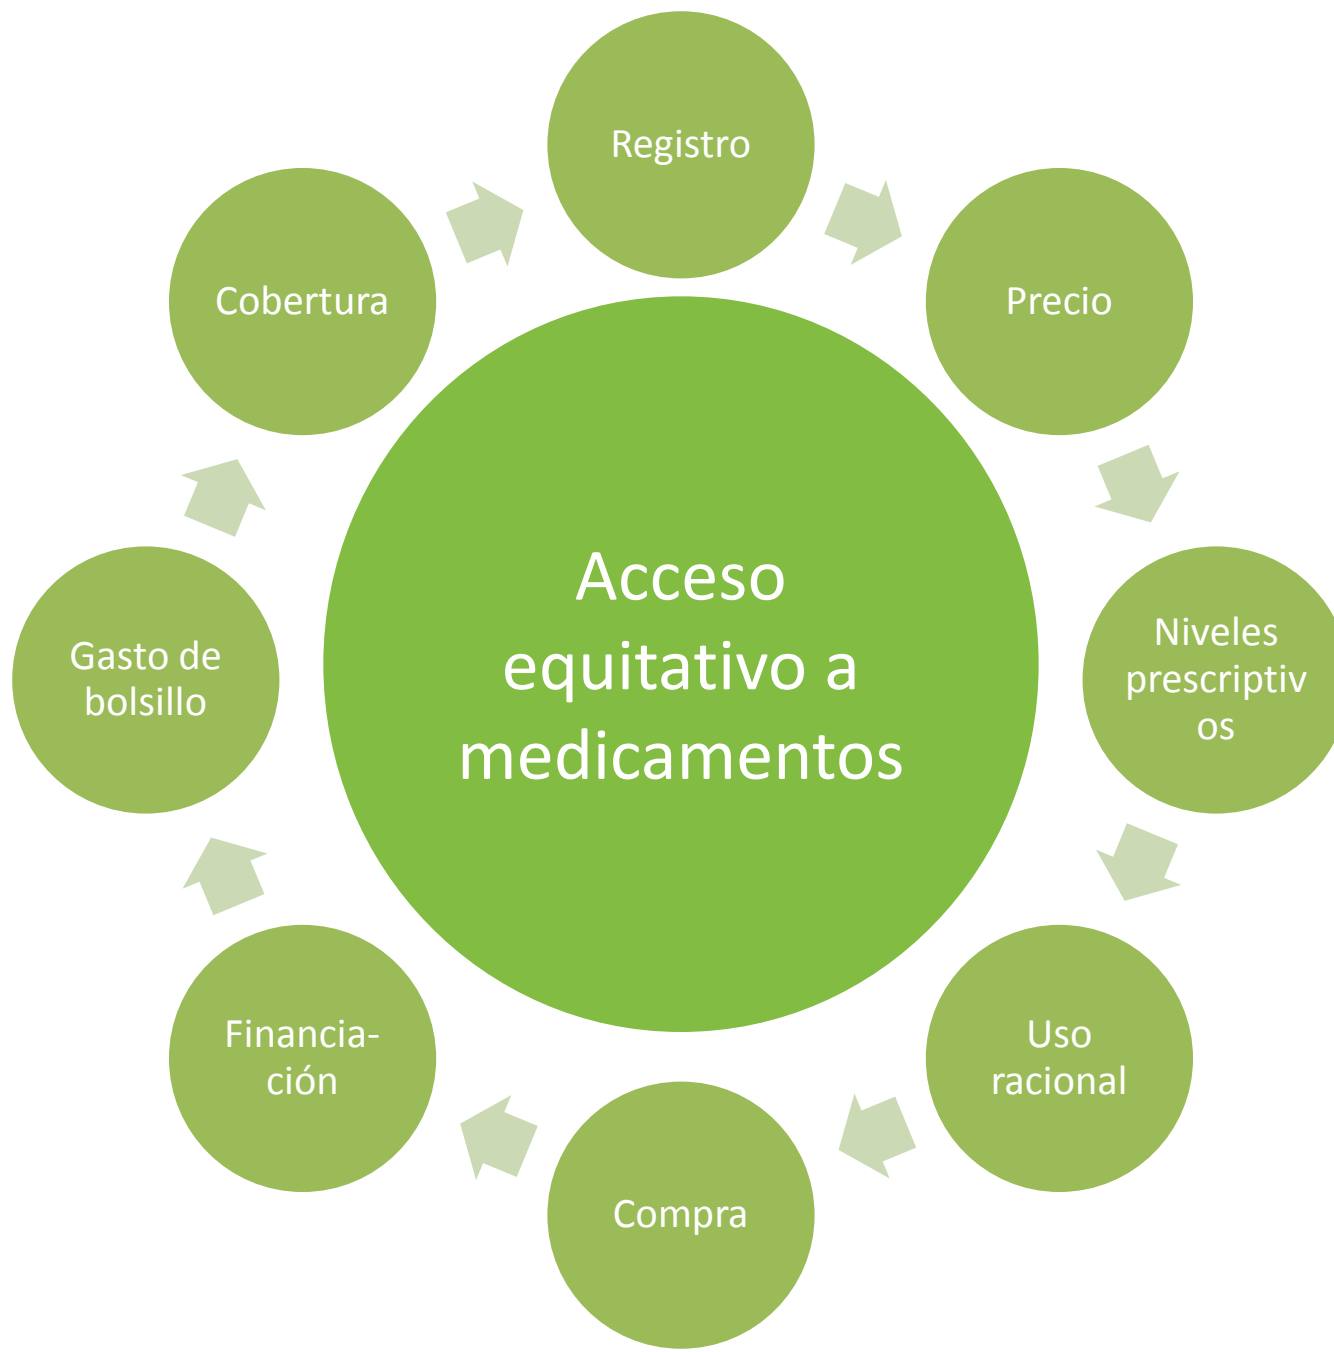 Registro
Precio
Niveles
prescriptiv
os
Uso
racional
Compra
Financia-
ción
Gasto de
bolsillo
Cobertura
Acceso
equitativo a
medicamentos